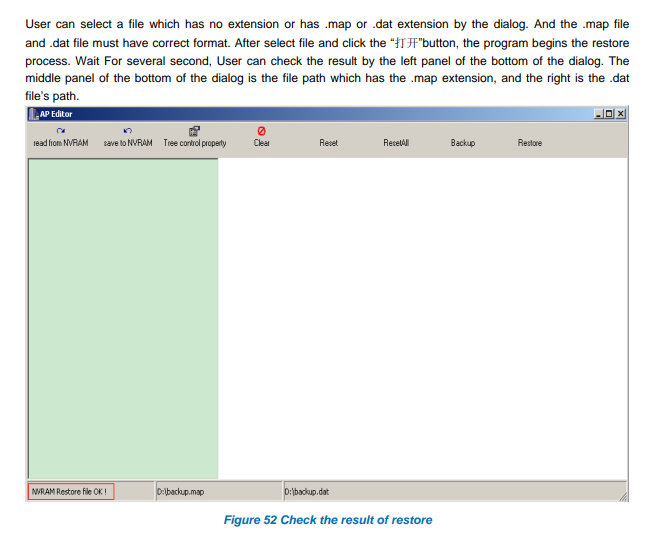 User can select a file which has no extension or has .map or .dat extension by the dialog. And the .map file
and .dat file must have correct format. After select file and click the “打开”button, the program begins the restore
process. Wait For several second, User can check the result by the left panel of the bottom of the dialog. The
middle panel of the bottom of the dialog is the file path which has the .map extension, and the right is the .dat
file’s path.
AP Editor
read from NVRAM save to NVRAM Tree control property Clear Reset ResetAll Backup Restore
NVRAM Restore file OK ! D:\backup.map D:\backup.dat
Figure 52 Check the result of restore